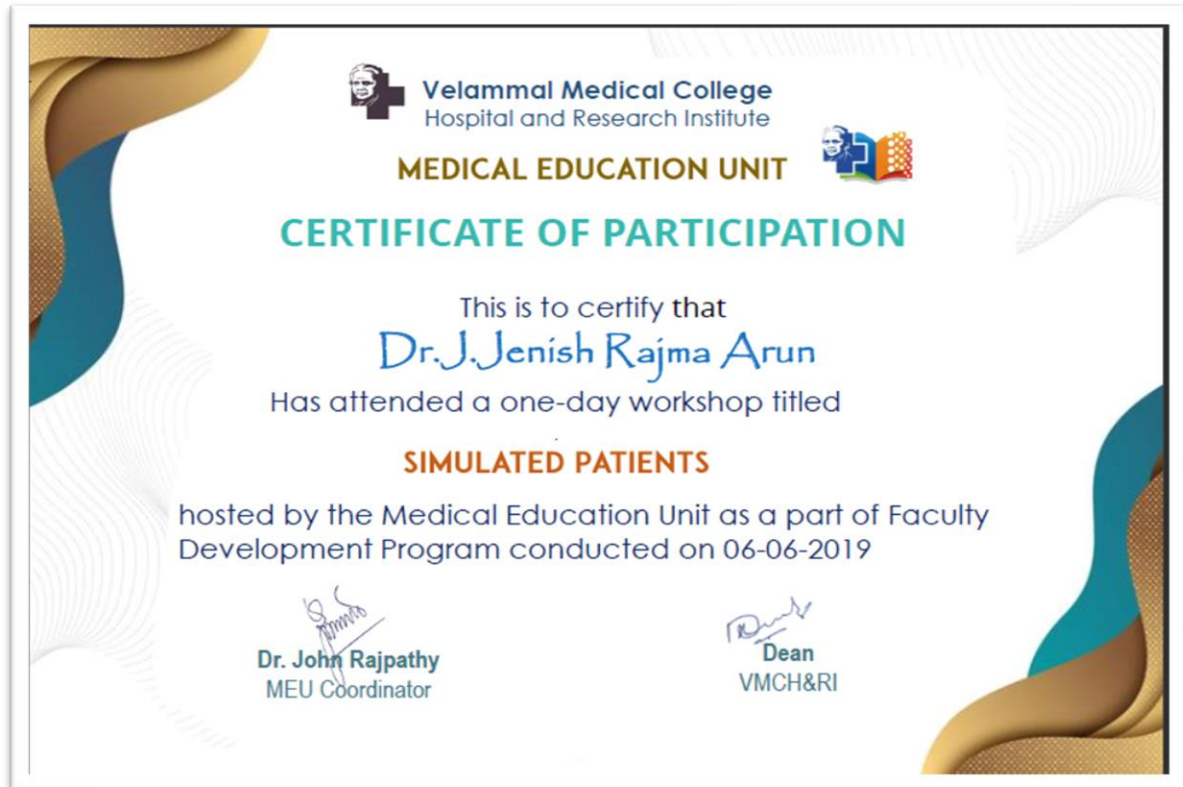 Velammal Medical College
Hospital and Research Institute
MEDICAL EDUCATION UNIT
CERTIFICATE OF PARTICIPATION
This is to certify that
Dr.J.Jenish Rajma Arun
Has attended a one-day workshop titled
SIMULATED PATIENTS
hosted by the Medical Education Unit as a part of Faculty
Development Program conducted on 06-06-2019
Dr. John Rajpathy
MEU Coordinator
Dean
VMCH&RI